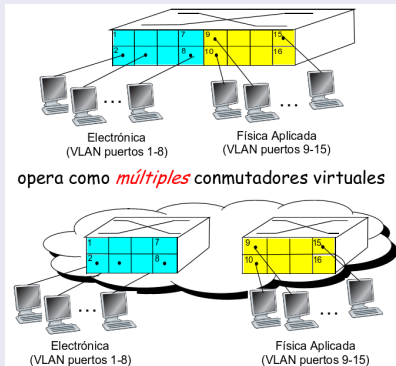 1 7 9 15
2 8 10 16
... ...
Electrónica Física Aplicada
(VLAN puertos 1-8) (VLAN puertos 9-15)
opera como múltiples conmutadores virtuales
1 7 9 15
2 8 10 16
... ...
Electrónica Física Aplicada
(VLAN puertos 1-8) (VLAN puertos 9-15)